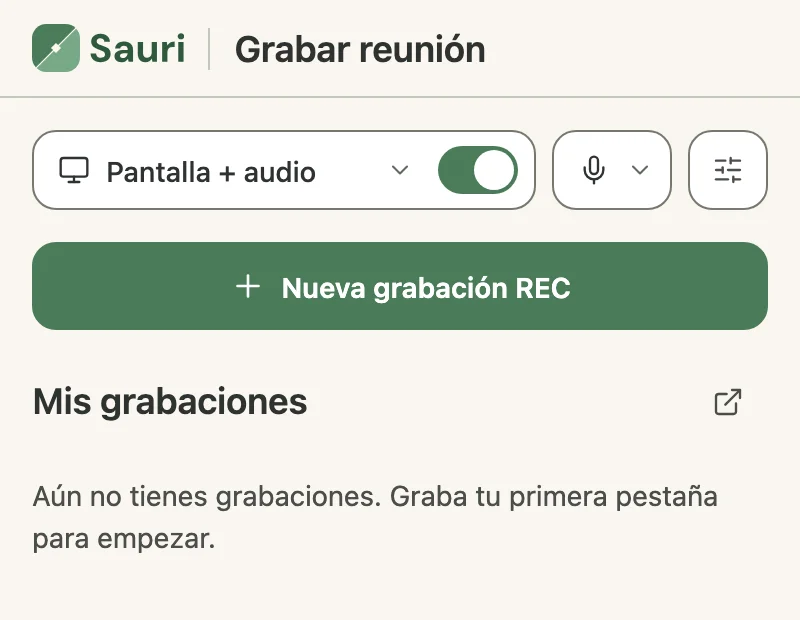 Sauri
Grabar reunión
Pantalla + audio
Nueva grabación REC
Mis grabaciones
Aún no tienes grabaciones. Graba tu primera pestaña
para empezar.